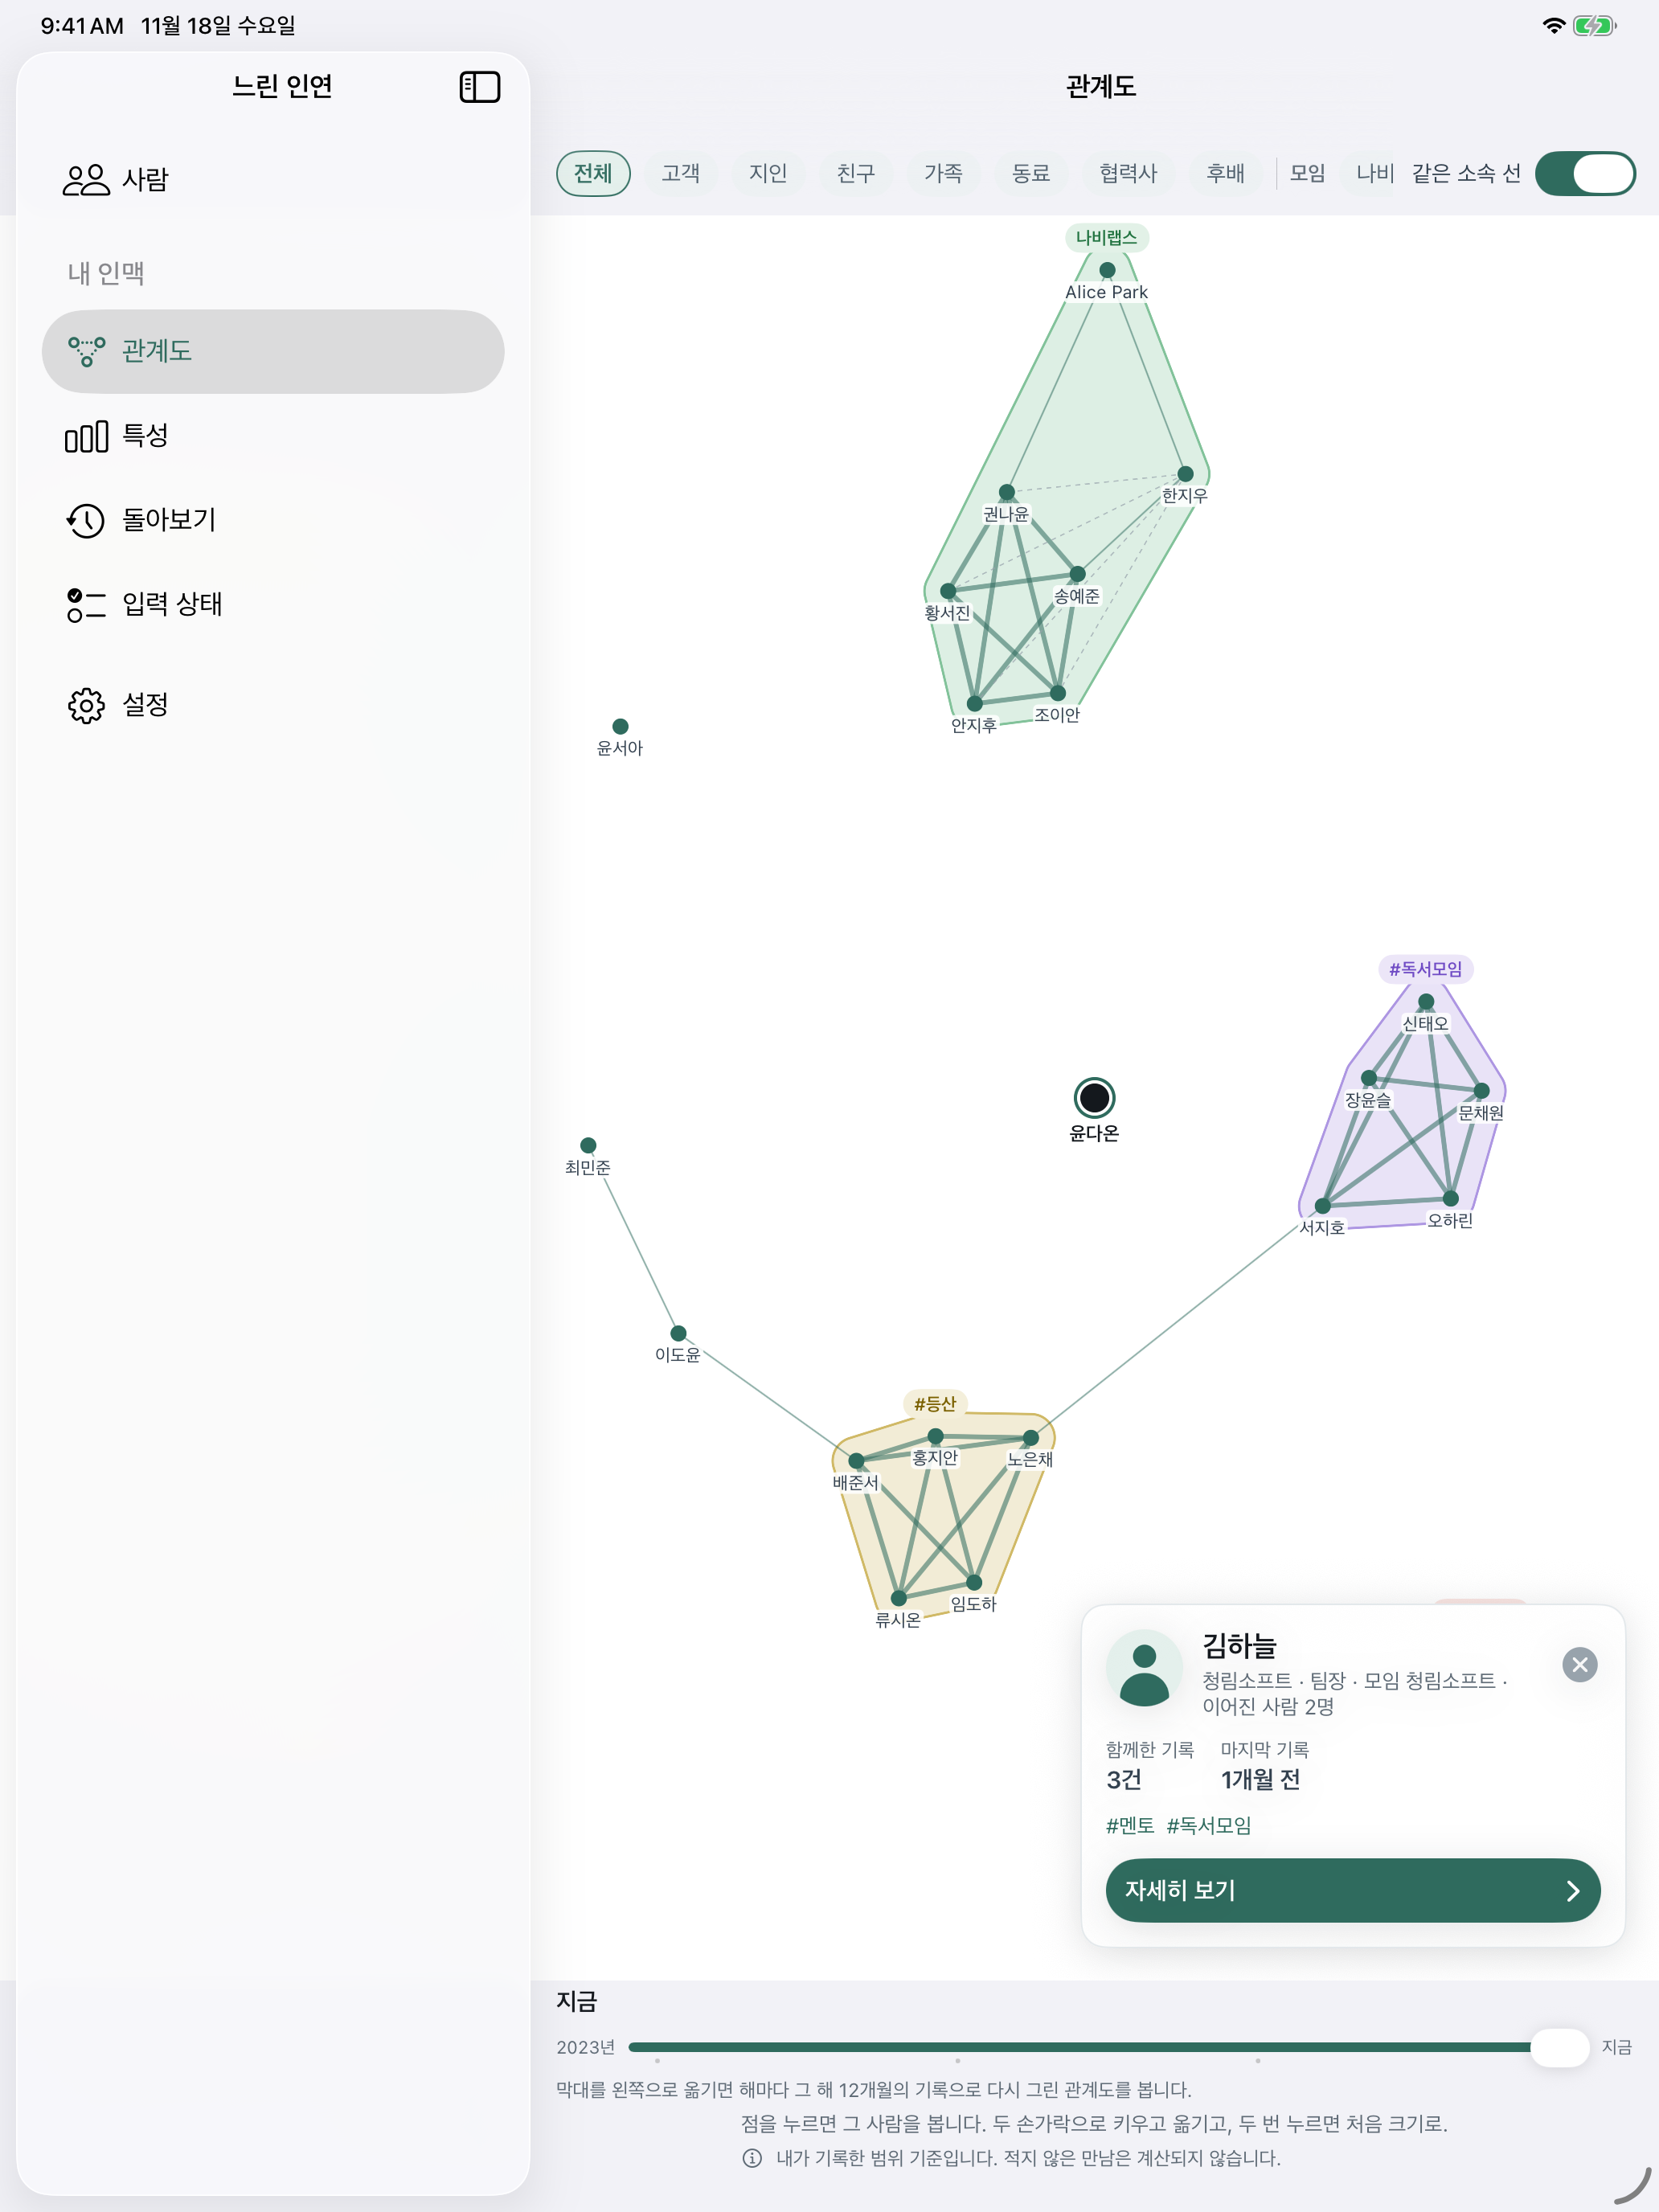 9:41 AM 11월 18일 수요일
느린 인연
사람
내 인맥
관계도
특성
돌아보기
입력 상태
설정
관계도
전체 고객 지인 친구 가족 동료 협력사 후배 모임 나비 같은 소속 선
나비랩스
Alice Park
한지우
권나윤
송예준
황서진
조이안
안지후
윤서아
#독서모임
신태오
장윤슬
문채원
윤다온
최민준
오하린
서지호
이도윤
#등산
홍지안
노은채
배준서
임도하
류시온
김하늘
청림소프트 · 팀장 · 모임 청림소프트 ·
이어진 사람 2명
함께한 기록 마지막 기록
3건 1개월 전
#멘토 #독서모임
자세히 보기
지금
2023년 지금
막대를 왼쪽으로 옮기면 해마다 그 해 12개월의 기록으로 다시 그린 관계도를 봅니다.
점을 누르면 그 사람을 봅니다. 두 손가락으로 키우고 옮기고, 두 번 누르면 처음 크기로.
내가 기록한 범위 기준입니다. 적지 않은 만남은 계산되지 않습니다.